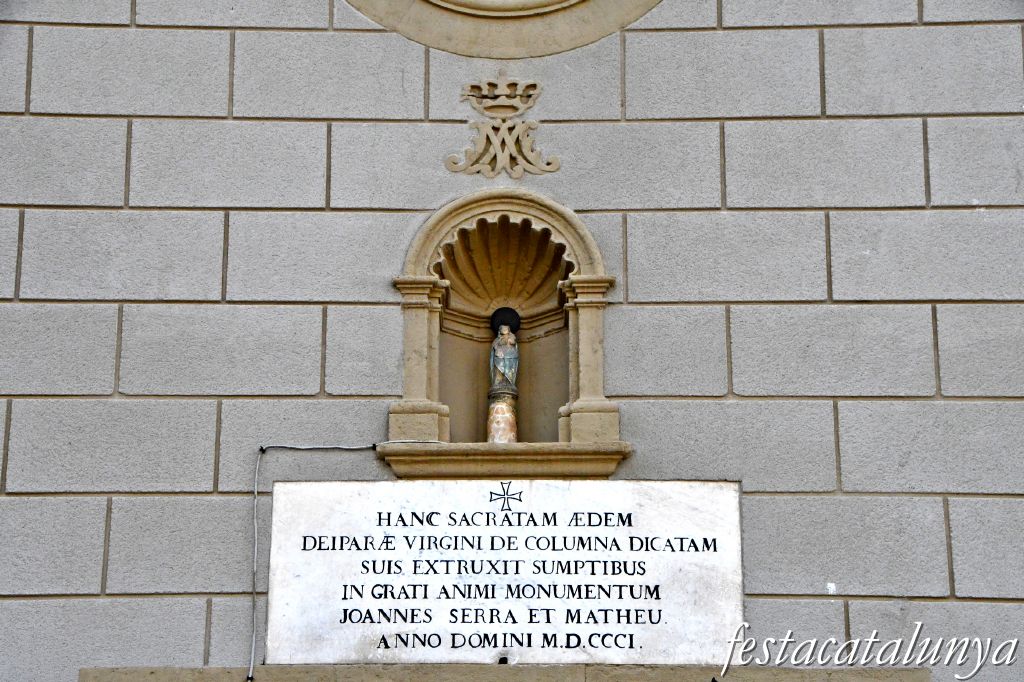 HANC SACRATAM ÆDEM
DEIPARÆ VIRGINI DE COLUMNA DICATAM
SUIS EXTRUXIT SUMPTIBUS
IN GRATI ANIMI MONUMENTUM
JOANNES SERRA ET MATHEU.
ANNO DOMINI M.D.CCCI.
festacatalunya